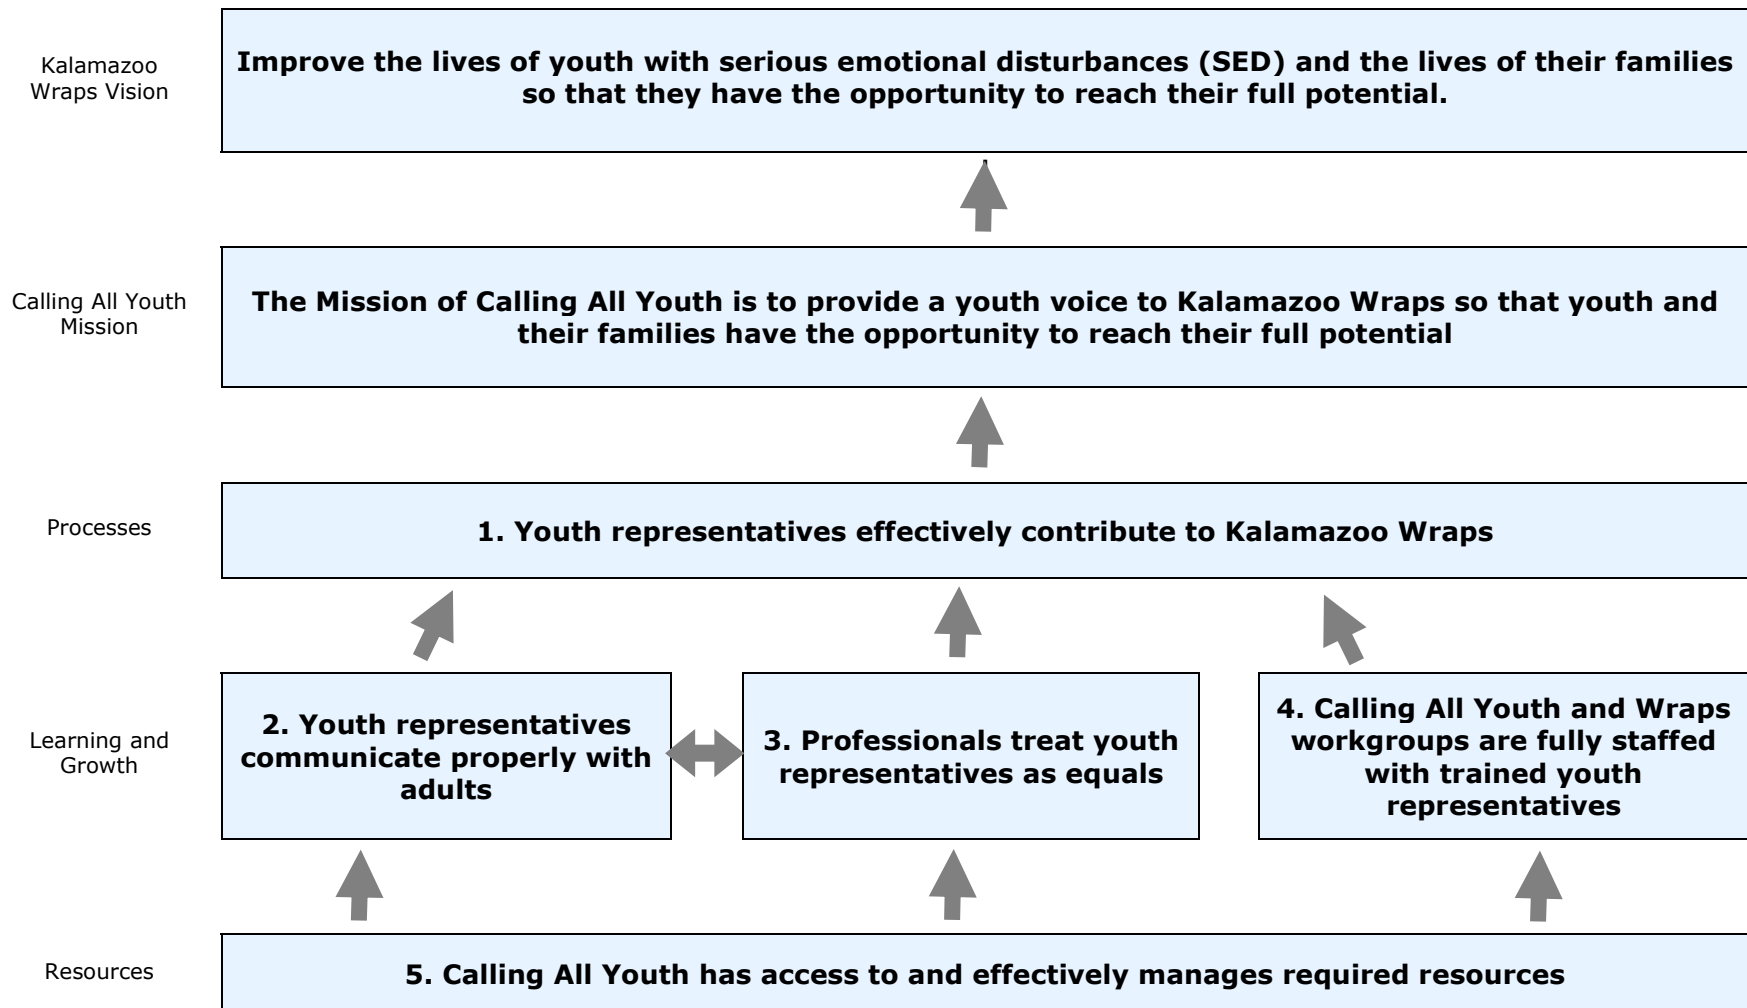 Kalamazoo
Wraps Vision
Improve the lives of youth with serious emotional disturbances (SED) and the lives of their families
so that they have the opportunity to reach their full potential.
Calling All Youth
Mission
The Mission of Calling All Youth is to provide a youth voice to Kalamazoo Wraps so that youth and
their families have the opportunity to reach their full potential
Processes
1. Youth representatives effectively contribute to Kalamazoo Wraps
Learning and
Growth
2. Youth representatives
communicate properly with
adults
3. Professionals treat youth
representatives as equals
4. Calling All Youth and Wraps
workgroups are fully staffed
with trained youth
representatives
Resources
5. Calling All Youth has access to and effectively manages required resources